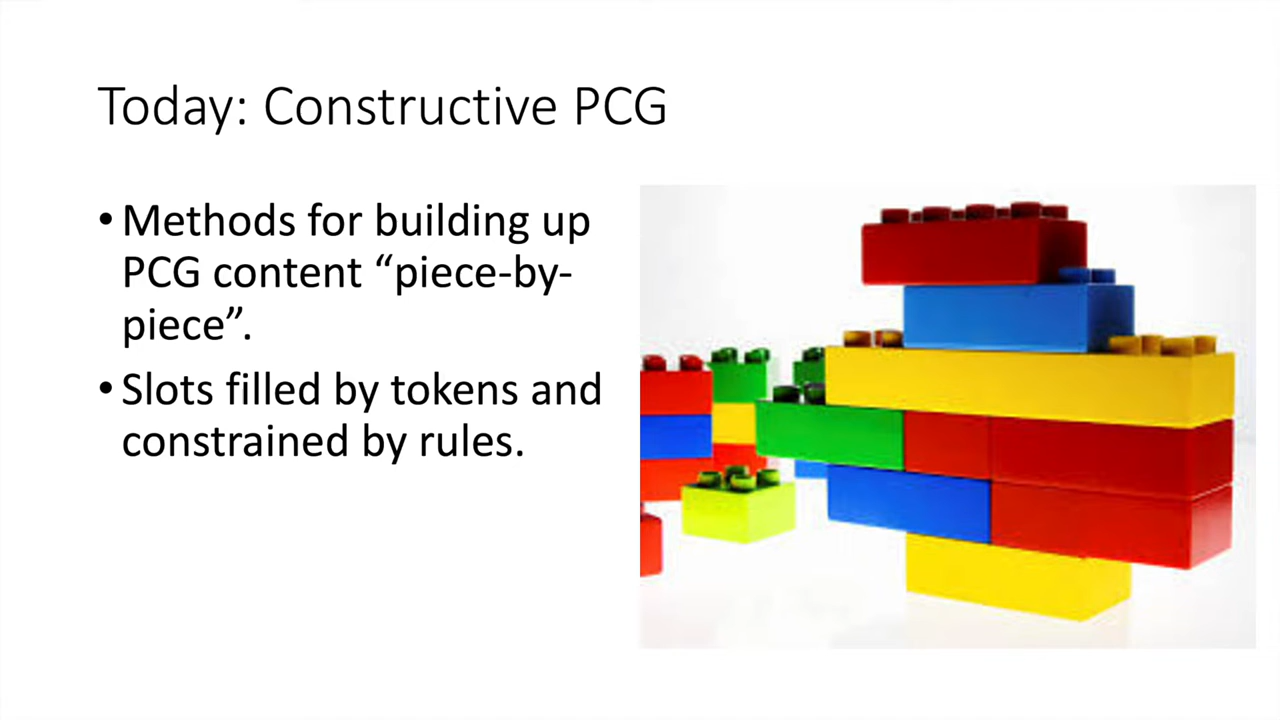 Today: Constructive PCG
• Methods for building up
PCG content “piece-by-
piece”.
• Slots filled by tokens and
constrained by rules.